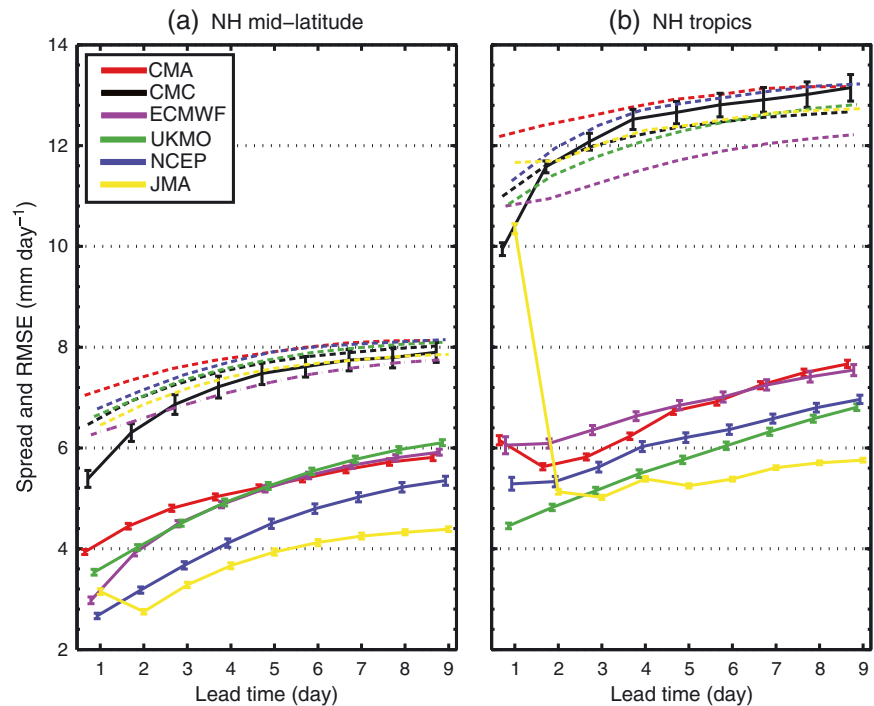 (a) NH mid−latitude
(b) NH tropics
Spread and RMSE (mm day−1)
14
12
10
8
6
4
2
CMA
CMC
ECMWF
UKMO
NCEP
JMA
1 2 3 4 5 6 7 8 9
1 2 3 4 5 6 7 8 9
Lead time (day)
Lead time (day)